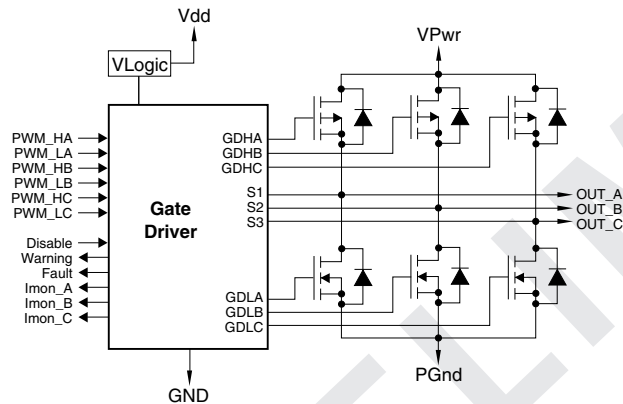 Vdd
VPwr
VLogic
PWM_HA
PWM_LA
PWM_HB
PWM_LB
PWM_HC
PWM_LC
Disable
Warning
Fault
Imon_A
Imon_B
Imon_C
Gate
Driver
GDHA
GDHB
GDHC
S1
S2
S3
GDLA
GDLB
GDLC
OUT_A
OUT_B
OUT_C
GND
PGnd